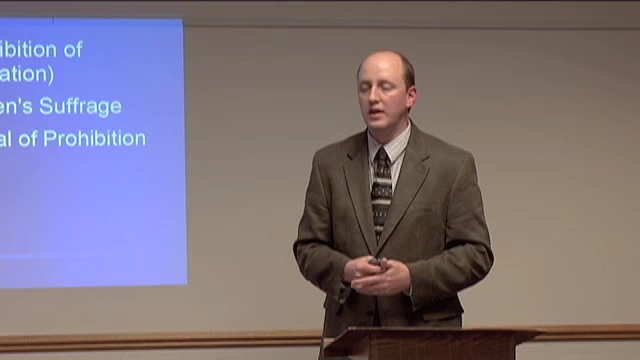 ibition of
ation)
en's Suffrage
al of Prohibition